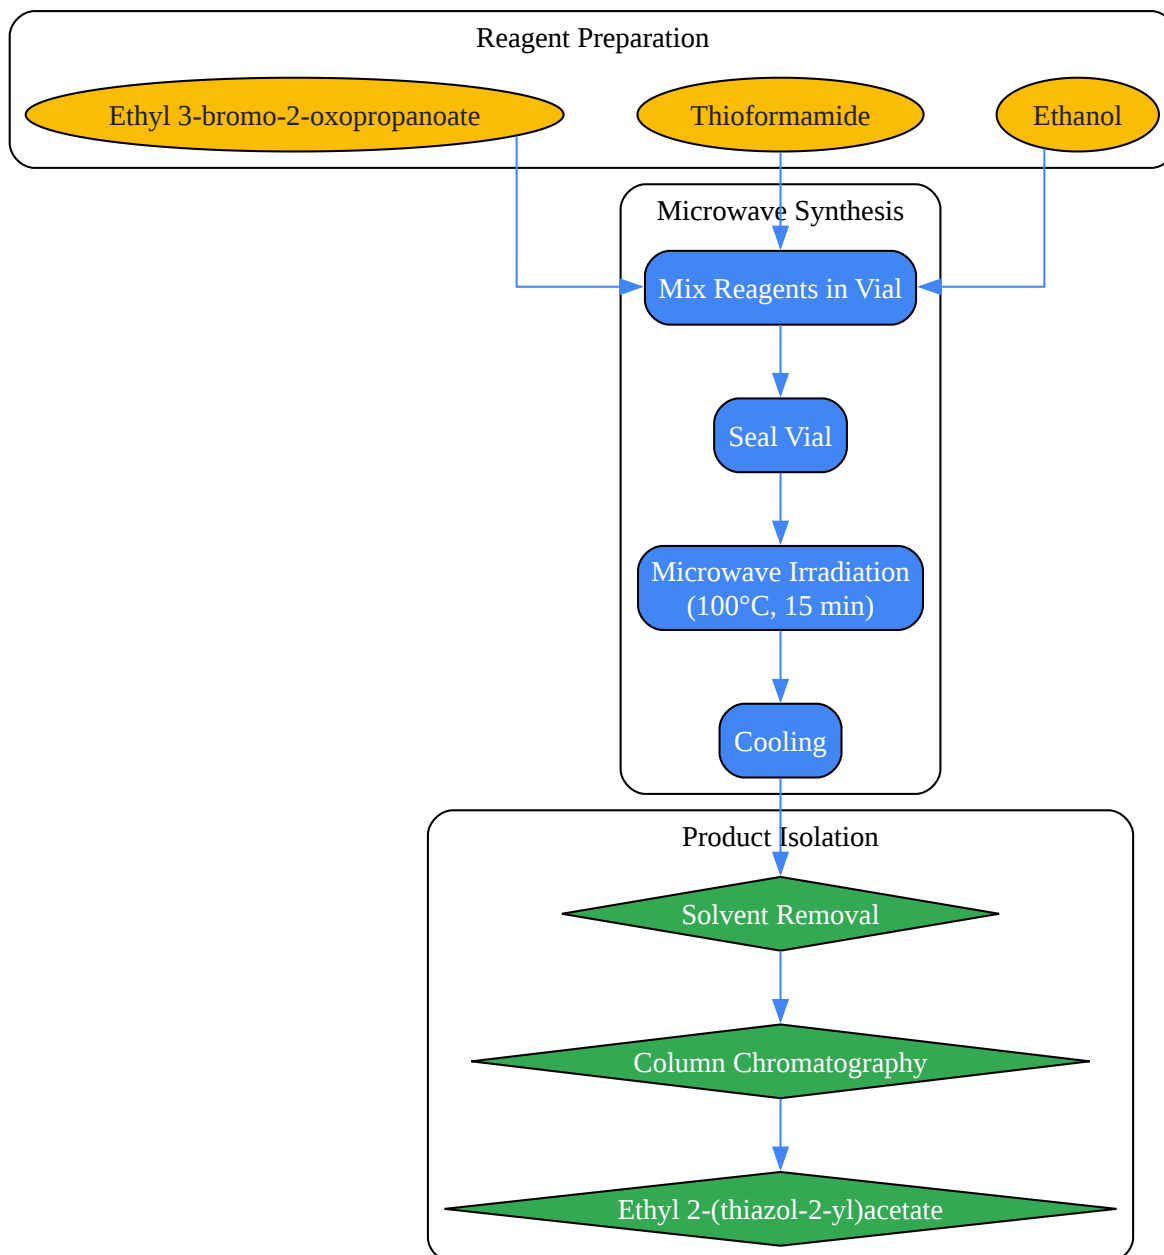 Reagent Preparation
Ethyl 3-bromo-2-oxopropanoate
Thioformamide
Ethanol
Microwave Synthesis
Mix Reagents in Vial
Seal Vial
Microwave Irradiation
(100°C, 15 min)
Cooling
Product Isolation
Solvent Removal
Column Chromatography
Ethyl 2-(thiazol-2-yl)acetate